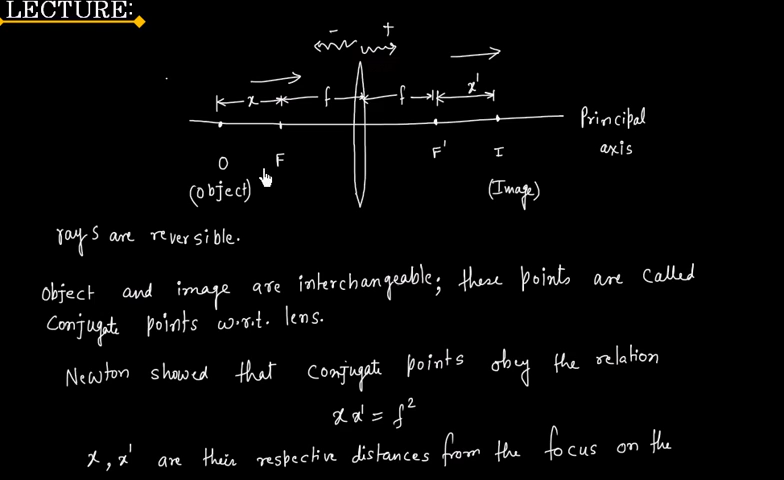 LECTURE:
- +
x f f x'
O F F' I
Principal axis
(object) (Image)
rays are reversible.
Object and image are interchangeable; these points are called
Conjugate points w.r.t. lens.
Newton showed that conjugate points obey the relation
xx' = f²
x, x' are their respective distances from the focus on the